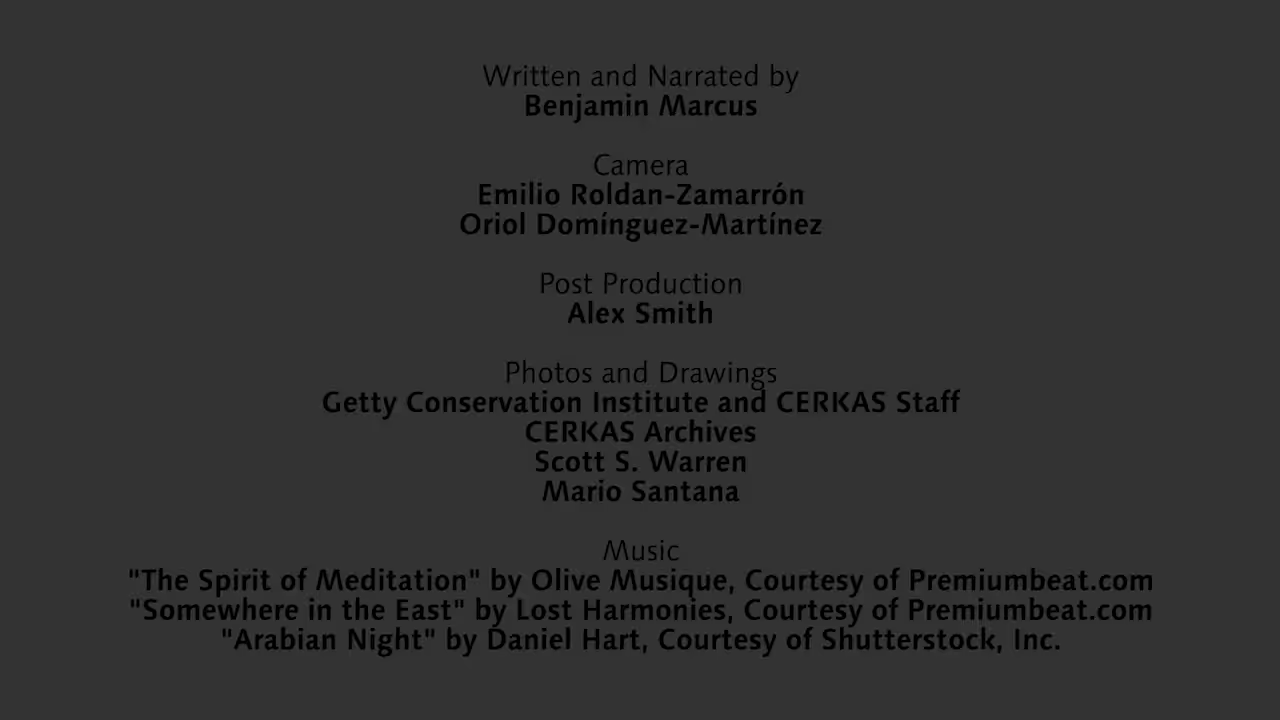 Written and Narrated by
Benjamin Marcus
Camera
Emilio Roldan-Zamarrón
Oriol Domínguez-Martínez
Post Production
Alex Smith
Photos and Drawings
Getty Conservation Institute and CERKAS Staff
CERKAS Archives
Scott S. Warren
Mario Santana
Music
"The Spirit of Meditation" by Olive Musique, Courtesy of Premiumbeat.com
"Somewhere in the East" by Lost Harmonies, Courtesy of Premiumbeat.com
"Arabian Night" by Daniel Hart, Courtesy of Shutterstock, Inc.